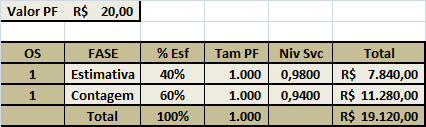 Valor PF R$ 20,00
OS FASE % Esf Tam PF Niv Svc Total
1 Estimativa 40% 1.000 0,9800 R$ 7.840,00
1 Contagem 60% 1.000 0,9400 R$ 11.280,00
Total 100% 1.000 R$ 19.120,00